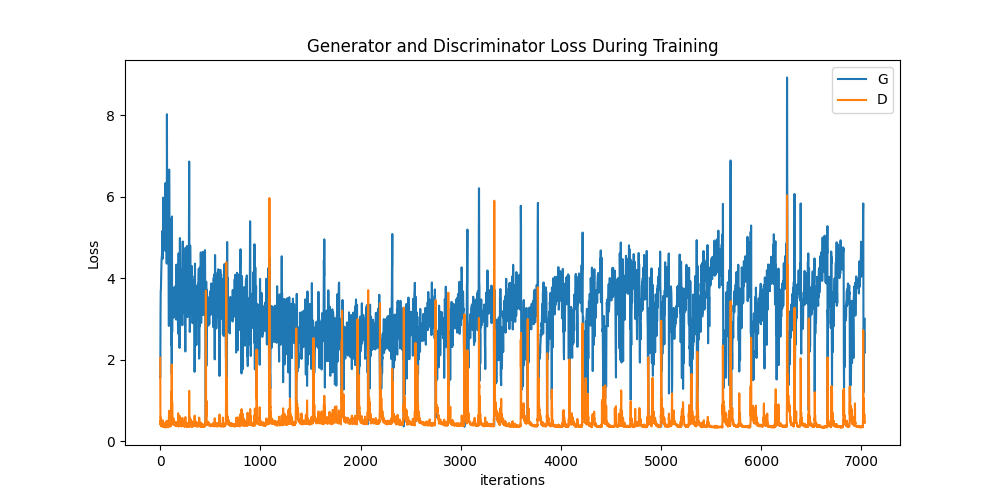 Generator and Discriminator Loss During Training
G
D
8
6
4
2
0
Loss
0 1000 2000 3000 4000 5000 6000 7000
iterations